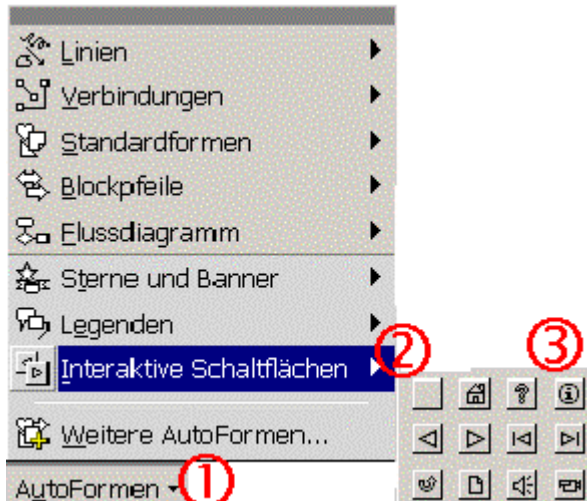 Linien
Verbindungen
Standardformen
Blockpfeile
Flussdiagramm
Sterne und Banner
Legenden
Interaktive Schaltflächen
Weitere AutoFormen...
AutoFormen
1
2
3